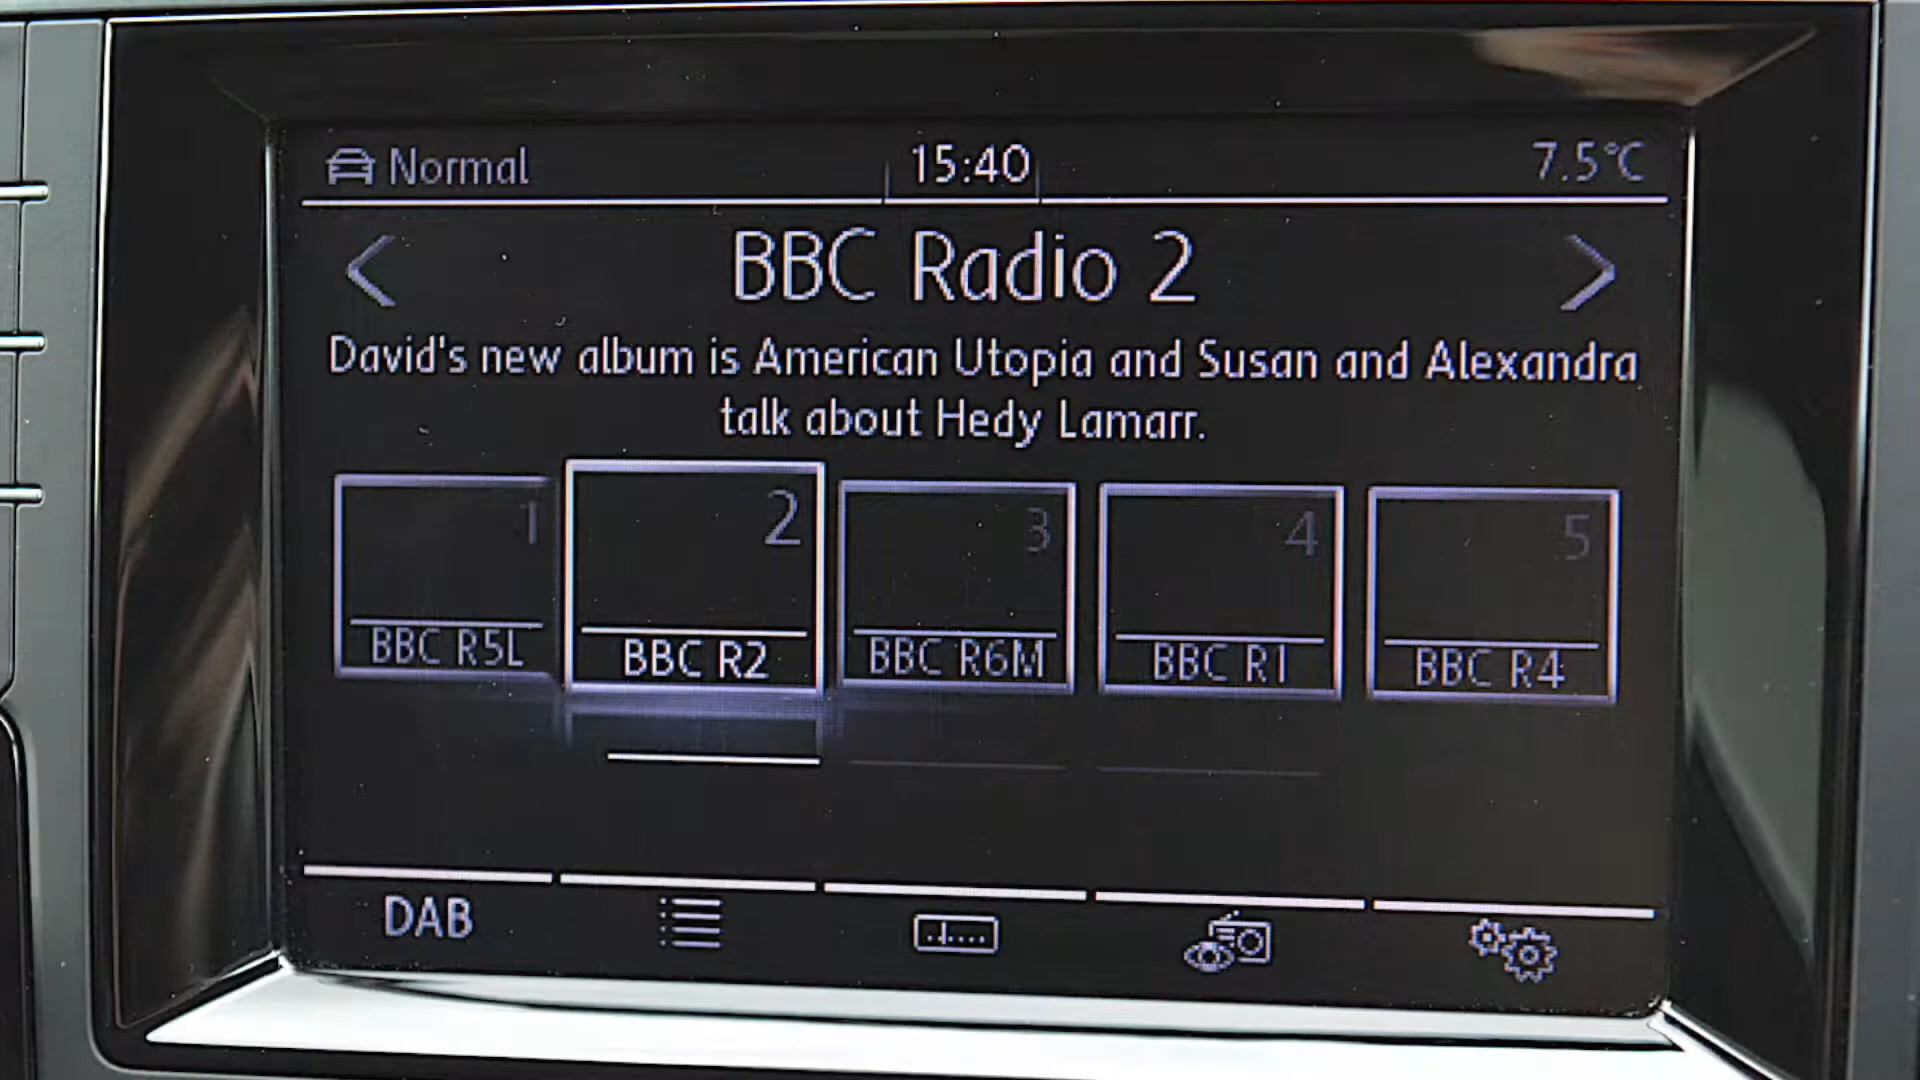 Normal 15:40 7.5°C
BBC Radio 2
David's new album is American Utopia and Susan and Alexandra
talk about Hedy Lamarr.
1 2 3 4 5
BBC R5L BBC R2 BBC R6M BBC R1 BBC R4
DAB